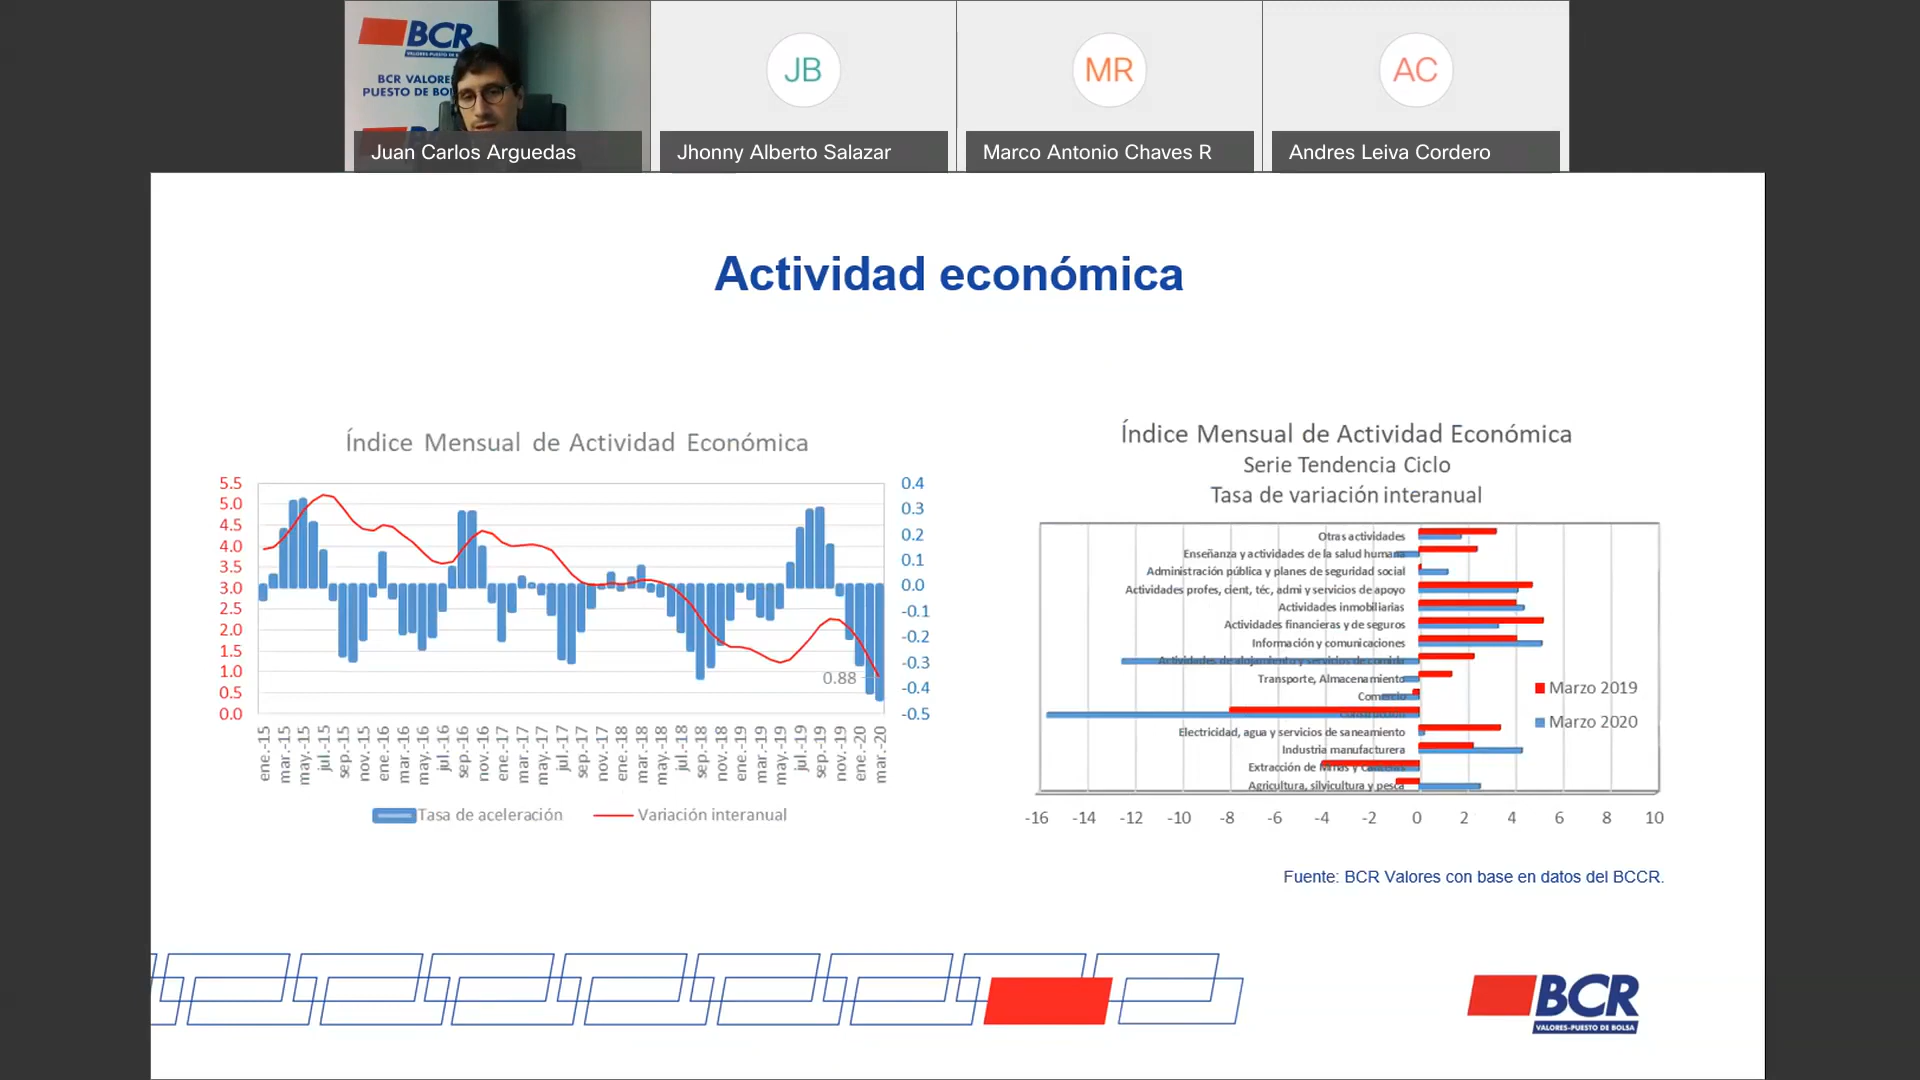 BCR
BCR VALORE
PUESTO DE BO
JB
MR
AC
Juan Carlos Arguedas
Jhonny Alberto Salazar
Marco Antonio Chaves R
Andres Leiva Cordero
Actividad económica
Índice Mensual de Actividad Económica
5.5
5.0
4.5
4.0
3.5
3.0
2.5
2.0
1.5
1.0
0.5
0.0
0.4
0.3
0.2
0.1
0.0
-0.1
-0.2
-0.3
-0.4
-0.5
0.88
ene.-15
mar.-15
may.-15
jul.-15
sep.-15
nov.-15
ene.-16
mar.-16
may.-16
jul.-16
sep.-16
nov.-16
ene.-17
mar.-17
may.-17
jul.-17
sep.-17
nov.-17
ene.-18
mar.-18
may.-18
jul.-18
sep.-18
nov.-18
ene.-19
mar.-19
may.-19
jul.-19
sep.-19
nov.-19
ene.-20
mar.-20
Tasa de aceleración
Variación interanual
Índice Mensual de Actividad Económica
Serie Tendencia Ciclo
Tasa de variación interanual
Otras actividades
Enseñanza y actividades de la salud humana
Administración pública y planes de seguridad social
Actividades profes, cient, téc, admi y servicios de apoyo
Actividades inmobiliarias
Actividades financieras y de seguros
Información y comunicaciones
Actividades de alojamiento y servicios de comida
Transporte, Almacenamiento
Comercio
Construcción
Electricidad, agua y servicios de saneamiento
Industria manufacturera
Extracción de Minas y Canteras
Agricultura, silvicultura y pesca
Marzo 2019
Marzo 2020
-16
-14
-12
-10
-8
-6
-4
-2
0
2
4
6
8
10
Fuente: BCR Valores con base en datos del BCCR.
BCR
VALORES-PUESTO DE BOLSA